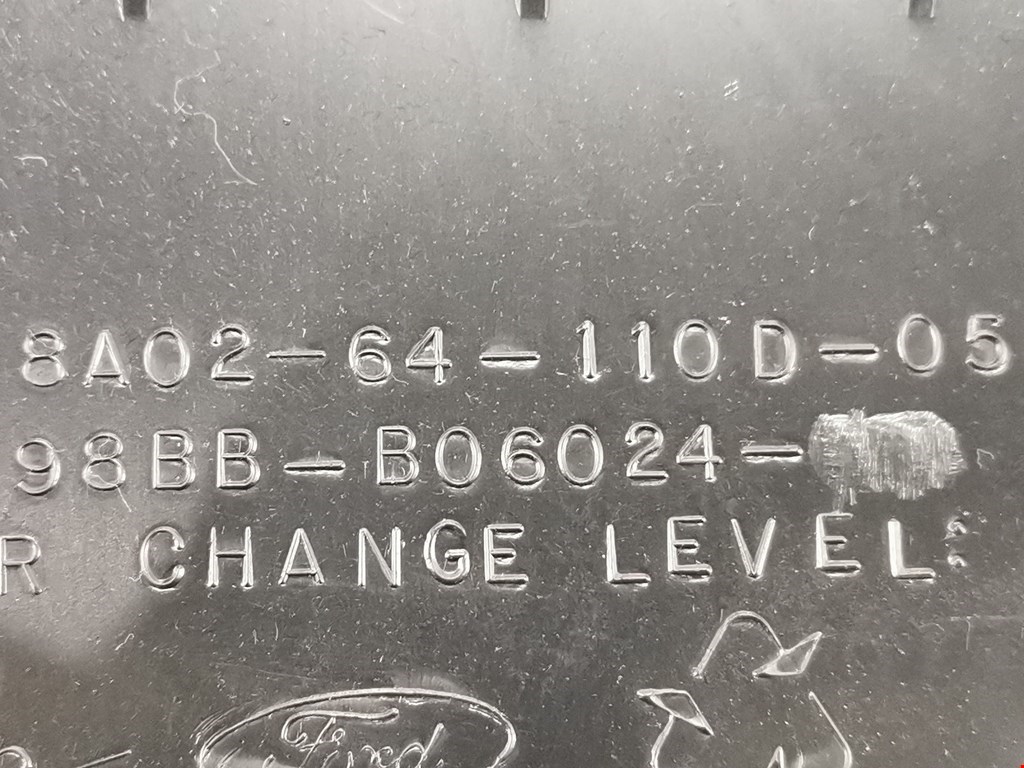 8A02-64-110D-05
98BB-B06024-
R CHANGE LEVEL:
Ford